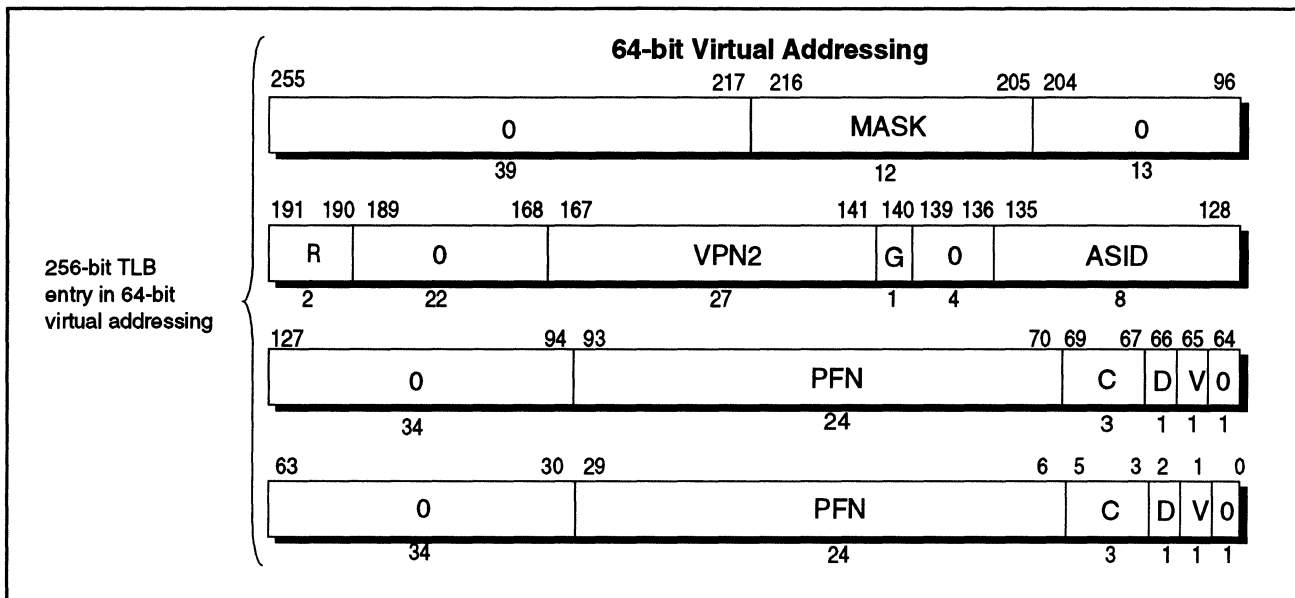 64-bit Virtual Addressing
255 217 216 205 204 96
0 MASK 0
39 12 13
191 190 189 168 167 141 140 139 136 135 128
R 0 VPN2 G 0 ASID
2 22 27 1 4 8
256-bit TLB
entry in 64-bit
virtual addressing
127 94 93 70 69 67 66 65 64
0 PFN C D V 0
34 24 3 1 1 1
63 30 29 6 5 3 2 1 0
0 PFN C D V 0
34 24 3 1 1 1